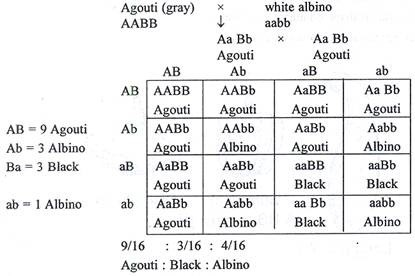 Agouti (gray) × white albino
AABB ↓ aabb
Aa Bb × Aa Bb
Agouti Agouti
AB Ab aB ab
AB AABB AABb AaBB Aa Bb
Agouti Agouti Agouti Agouti
AB = 9 Agouti Ab AABb AAbb AaBb Aabb
Ab = 3 Albino Agouti Albino Agouti Albino
Ba = 3 Black aB AaBB AaBb aaBB aaBb
Agouti Agouti Black Black
ab = 1 Albino ab AaBb Aabb aa Bb aabb
Agouti Albino Black Albino
9/16 : 3/16 : 4/16
Agouti : Black : Albino